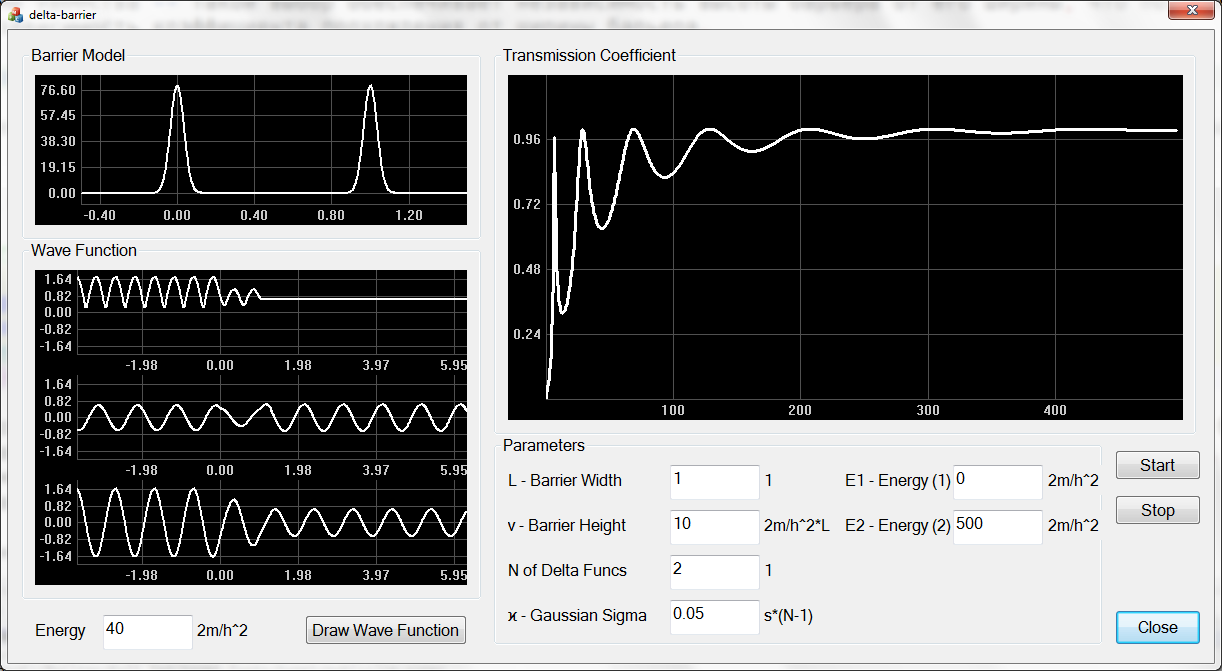 delta-barrier
Barrier Model
76.60
57.45
38.30
19.15
0.00
-0.40 0.00 0.40 0.80 1.20
Wave Function
1.64
0.82
0.00
-0.82
-1.64
-1.98 0.00 1.98 3.97 5.95
1.64
0.82
0.00
-0.82
-1.64
-1.98 0.00 1.98 3.97 5.95
1.64
0.82
0.00
-0.82
-1.64
-1.98 0.00 1.98 3.97 5.95
Energy 40 2m/h^2 Draw Wave Function
Transmission Coefficient
0.96
0.72
0.48
0.24
100 200 300 400
Parameters
L - Barrier Width 1 1 E1 - Energy (1) 0 2m/h^2
v - Barrier Height 10 2m/h^2*L E2 - Energy (2) 500 2m/h^2
N of Delta Funcs 2 1
ж - Gaussian Sigma 0.05 s*(N-1)
Start
Stop
Close